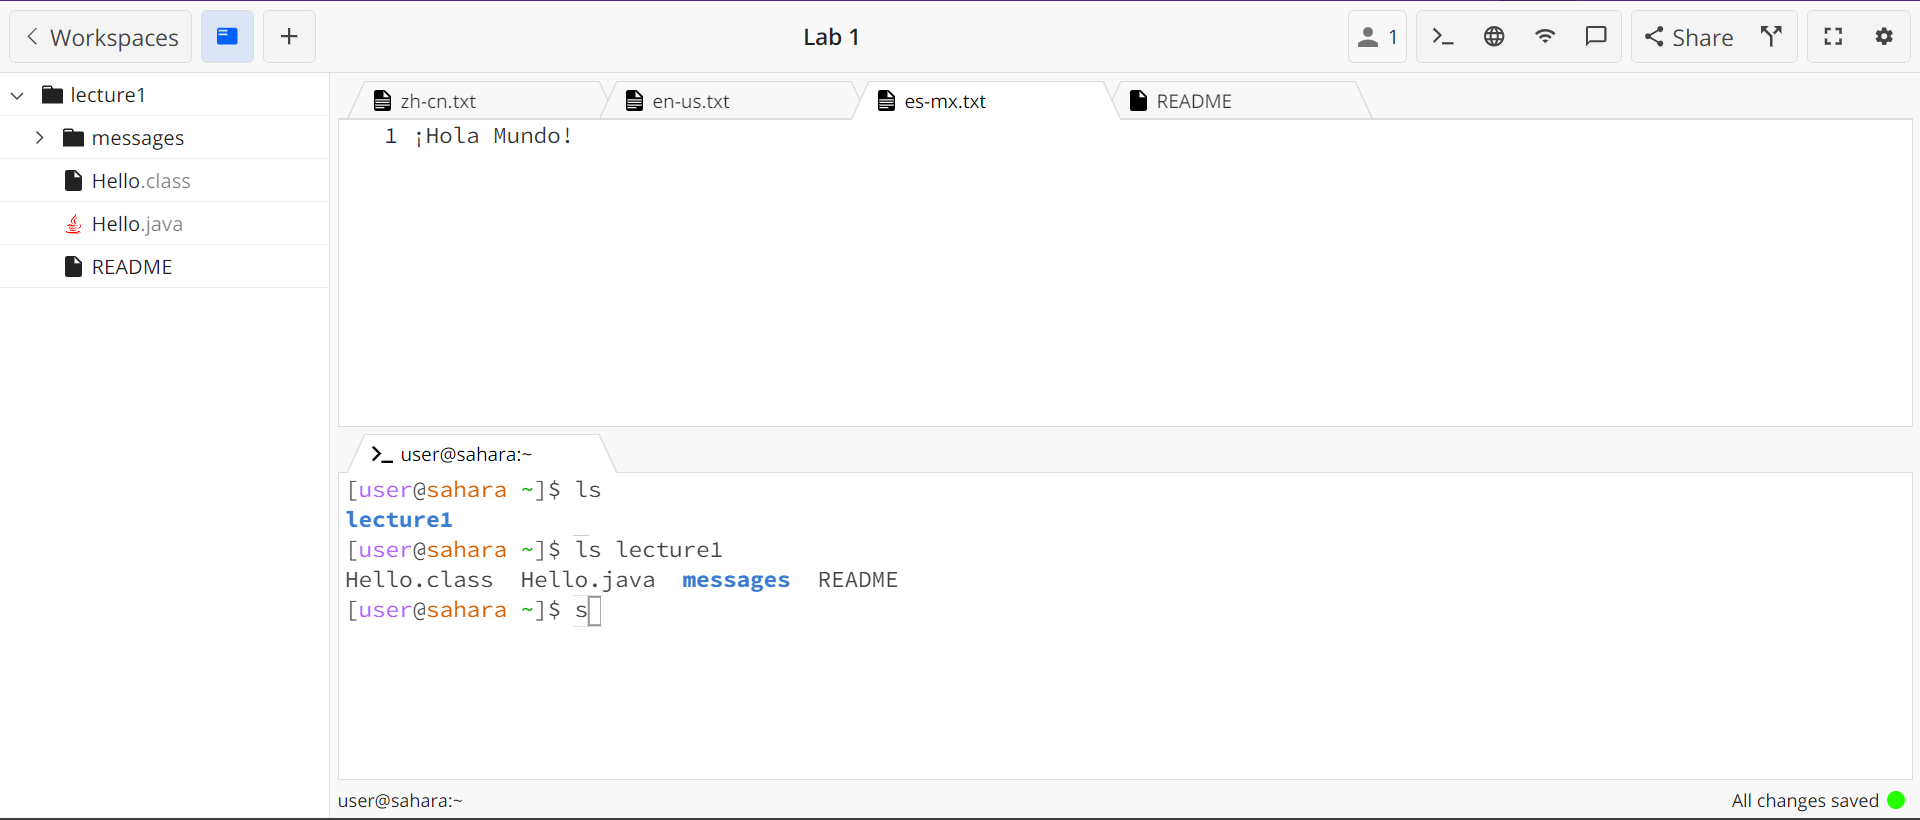 Workspaces
Lab 1
1
Share
lecture1
messages
Hello.class
Hello.java
README
zh-cn.txt
en-us.txt
es-mx.txt
README
1 ¡Hola Mundo!
user@sahara:~
[user@sahara ~]$ ls
lecture1
[user@sahara ~]$ ls lecture1
Hello.class  Hello.java  messages  README
[user@sahara ~]$ s
user@sahara:~
All changes saved